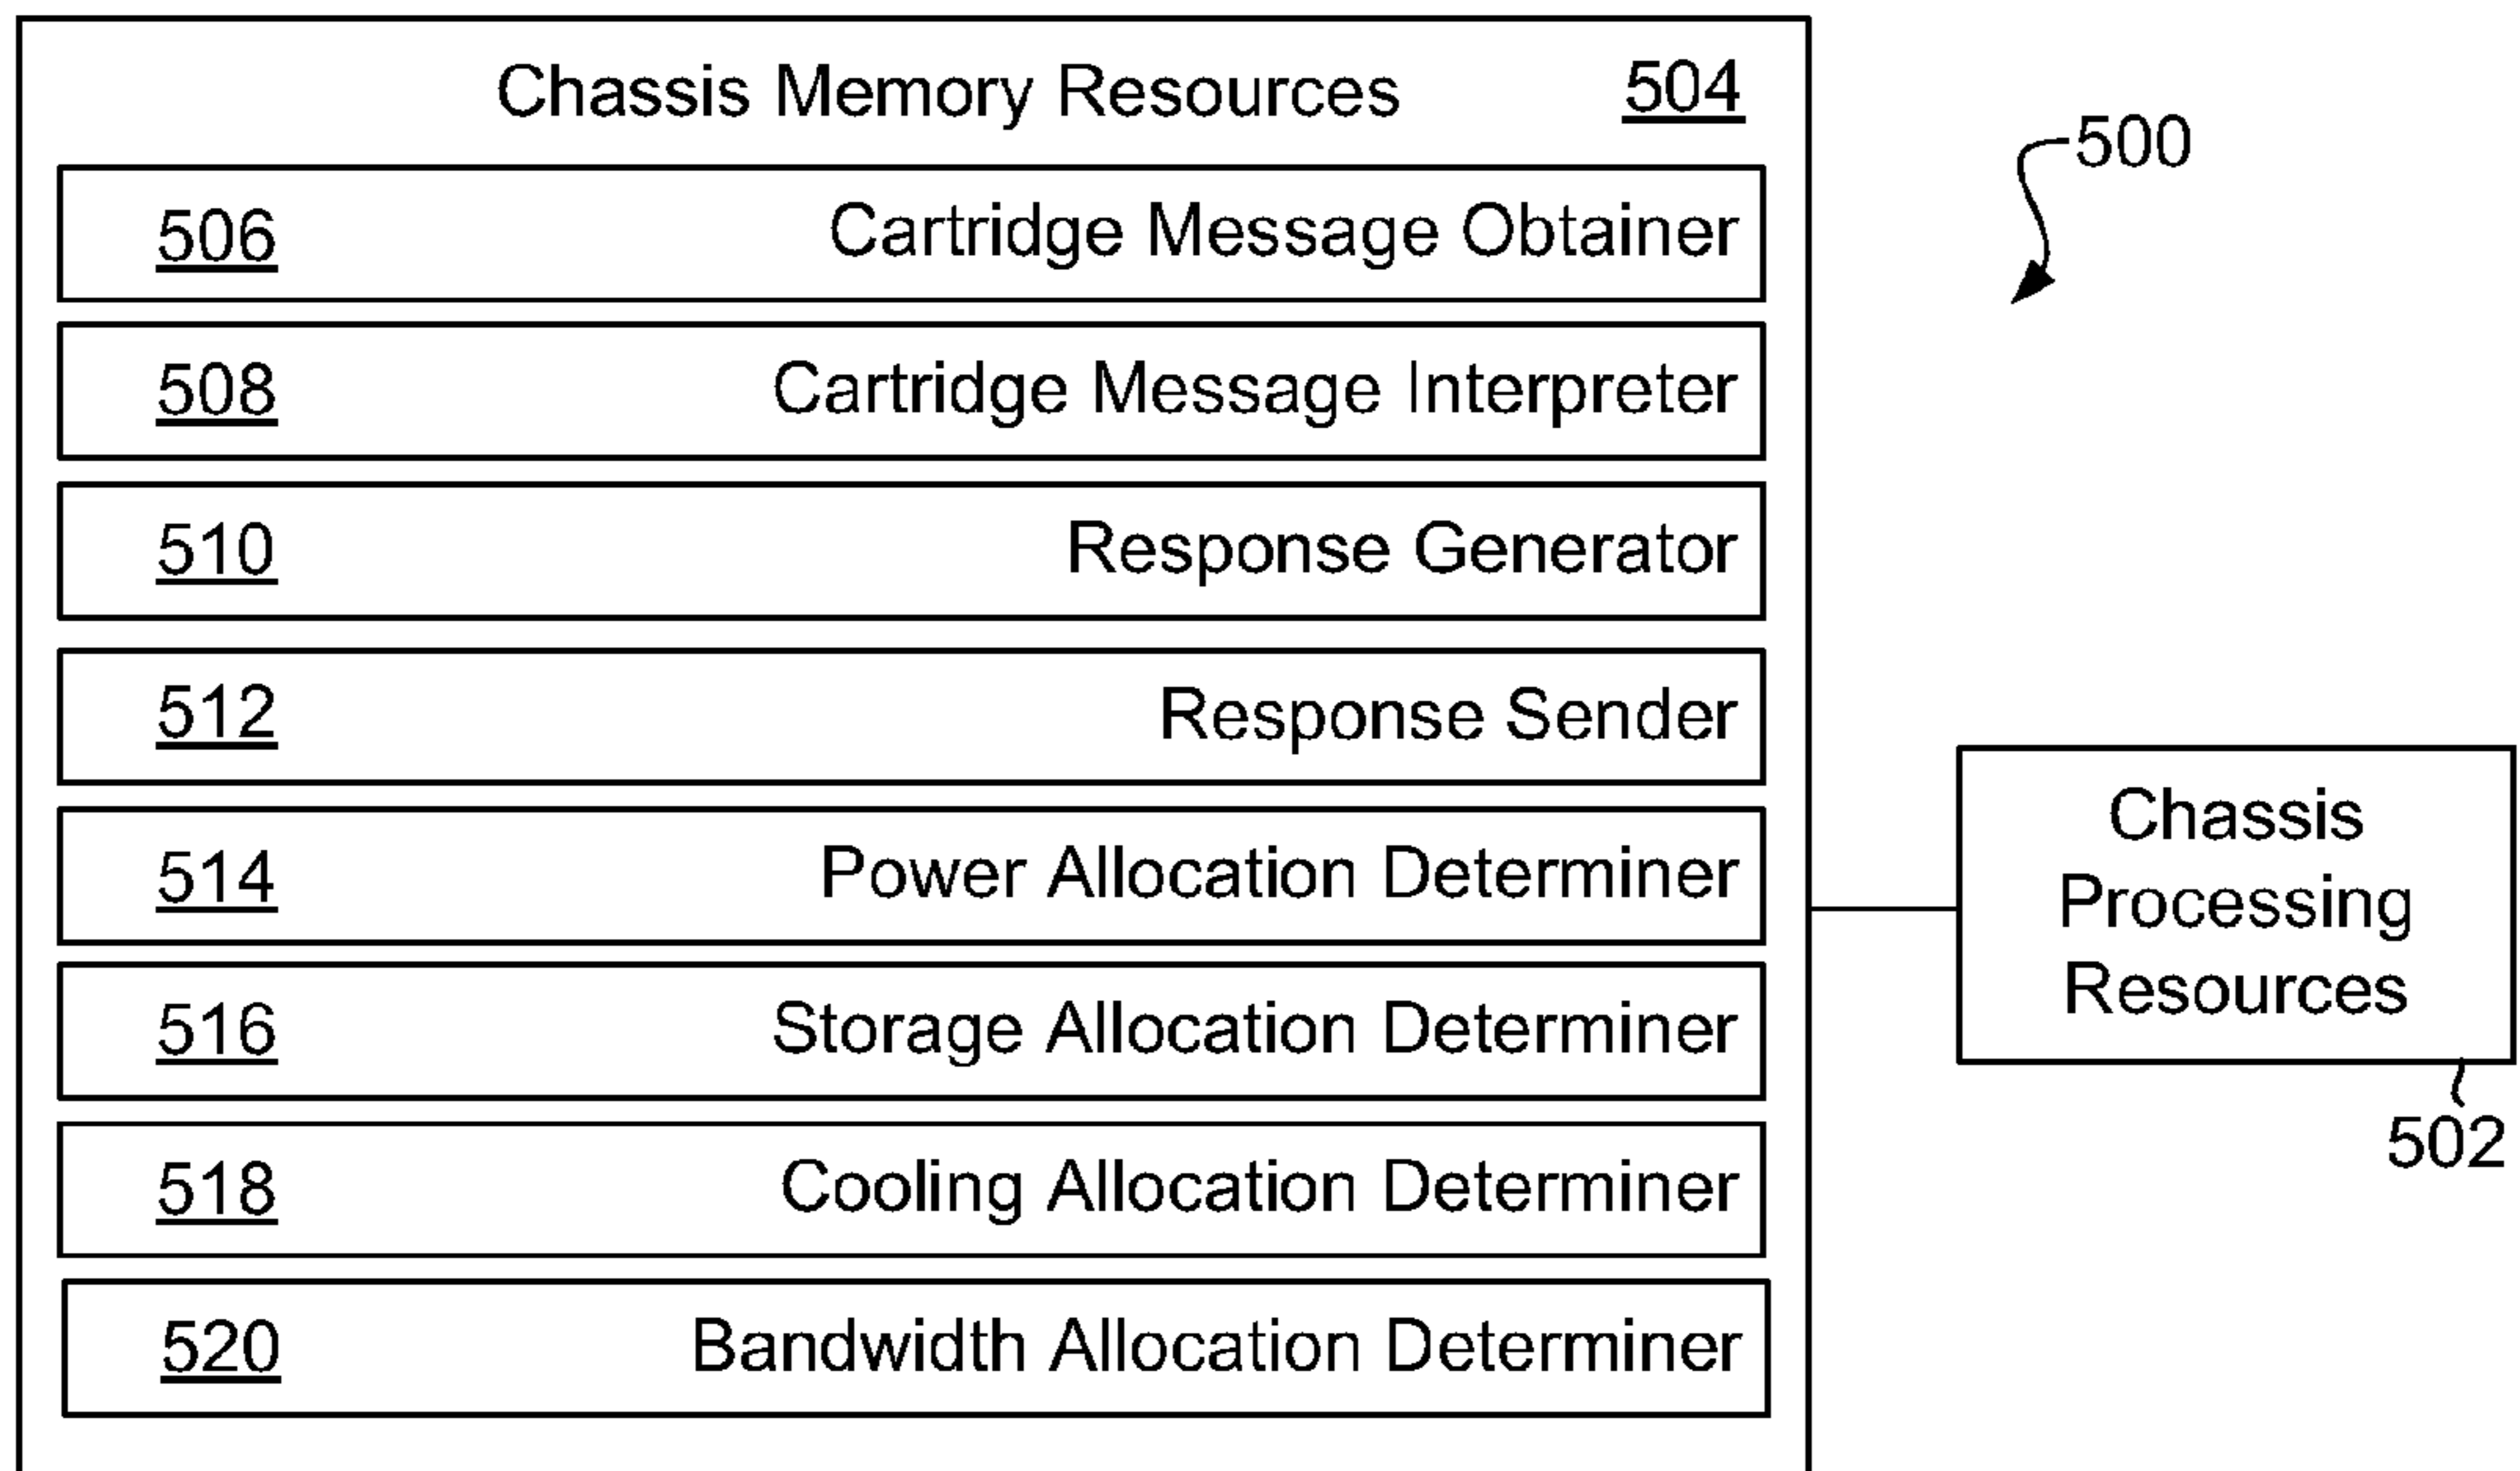 Chassis Memory Resources 504
500
506 Cartridge Message Obtainer
508 Cartridge Message Interpreter
510 Response Generator
512 Response Sender
514 Power Allocation Determiner
516 Storage Allocation Determiner
518 Cooling Allocation Determiner
520 Bandwidth Allocation Determiner
Chassis
Processing
Resources
502